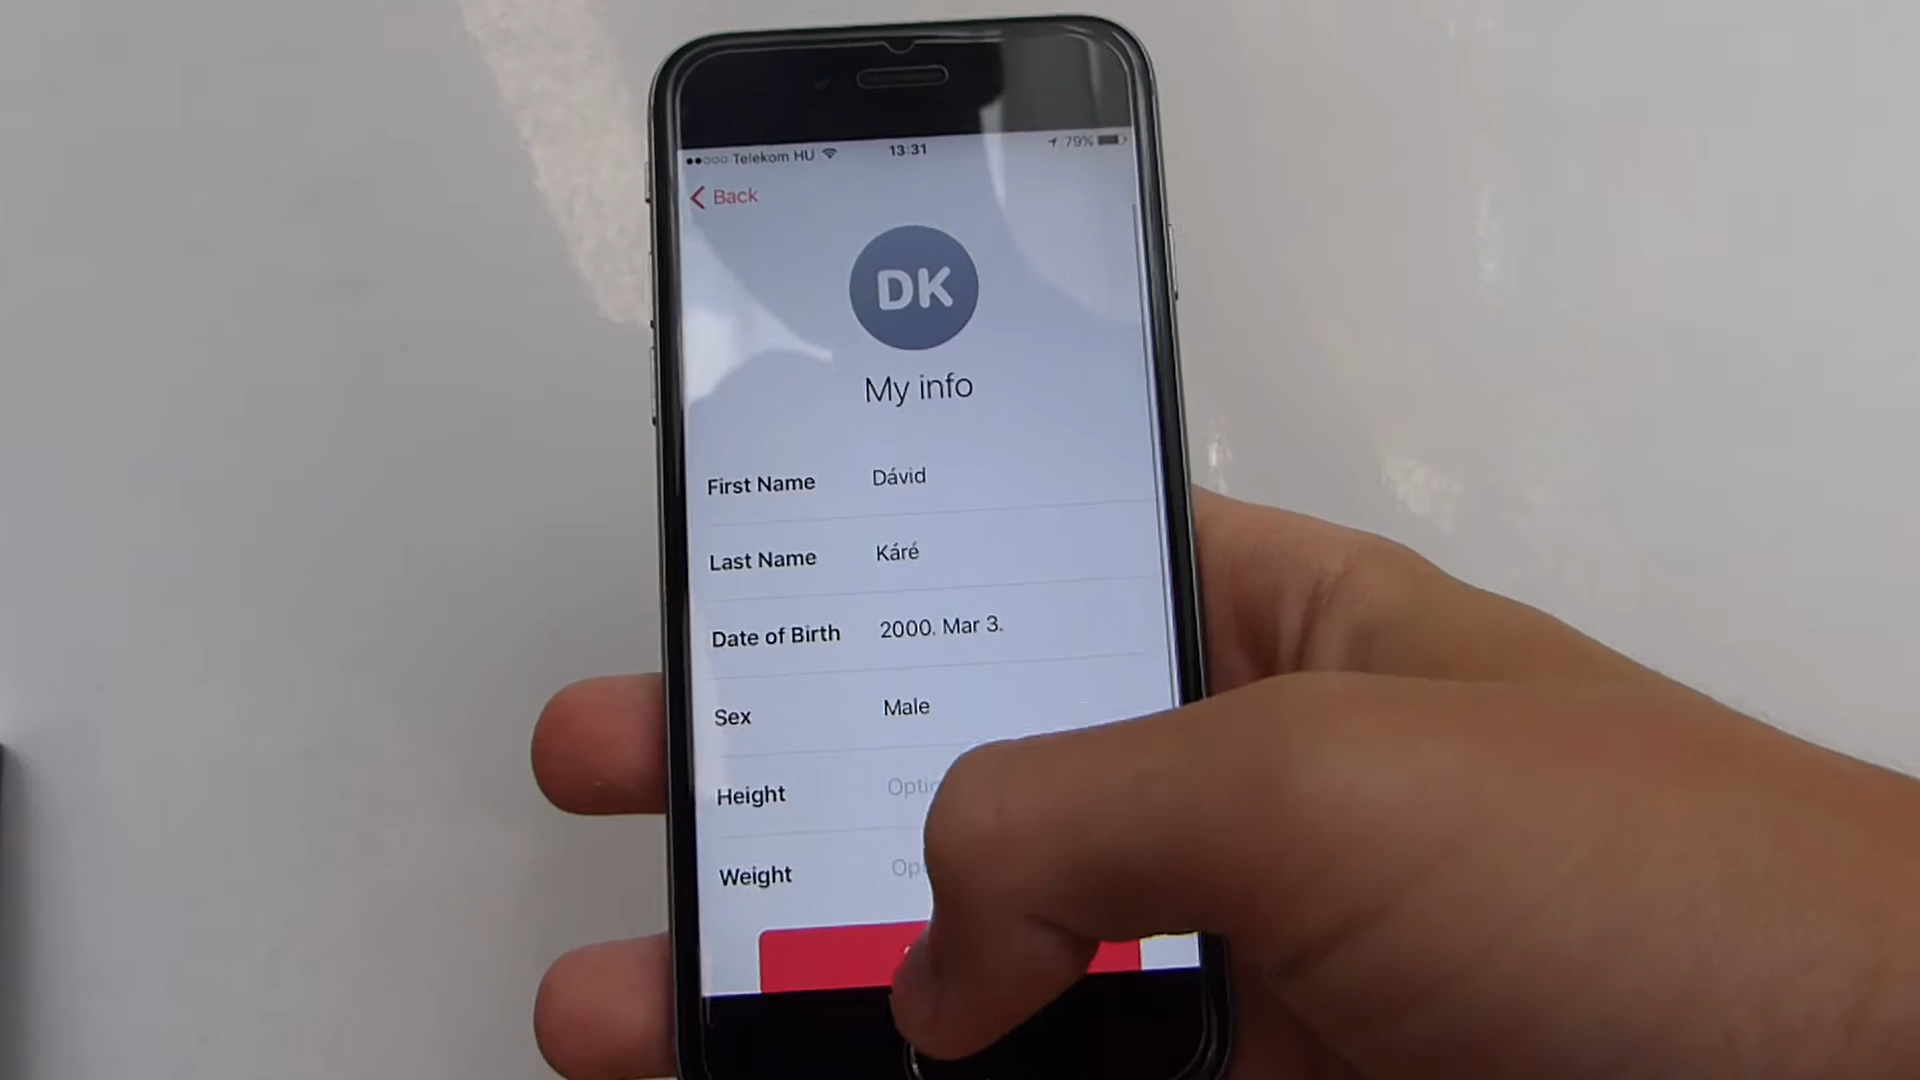 Telekom HU 13:31 79%
Back
DK
My info
First Name Dávid
Last Name Káré
Date of Birth 2000. Mar 3.
Sex Male
Height
Weight